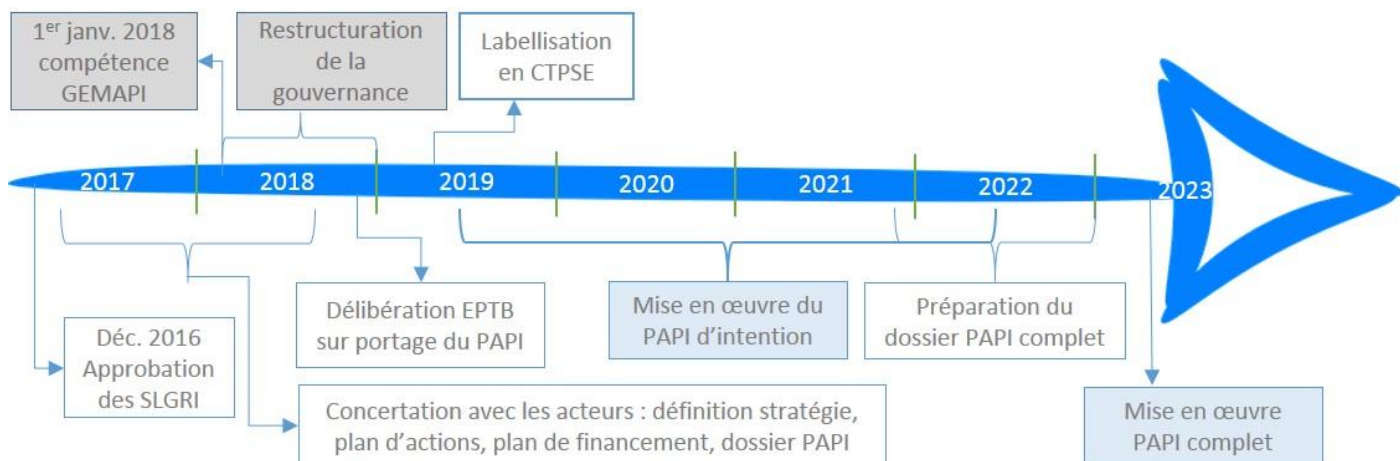 1er janv. 2018
compétence
GEMAPI
Restructuration
de la
gouvernance
Labellisation
en CTPSE
2017
2018
2019
2020
2021
2022
2023
Déc. 2016
Approbation
des SLGRI
Délibération EPTB
sur portage du PAPI
Mise en œuvre du
PAPI d’intention
Préparation du
dossier PAPI complet
Concertation avec les acteurs : définition stratégie,
plan d’actions, plan de financement, dossier PAPI
Mise en œuvre
PAPI complet